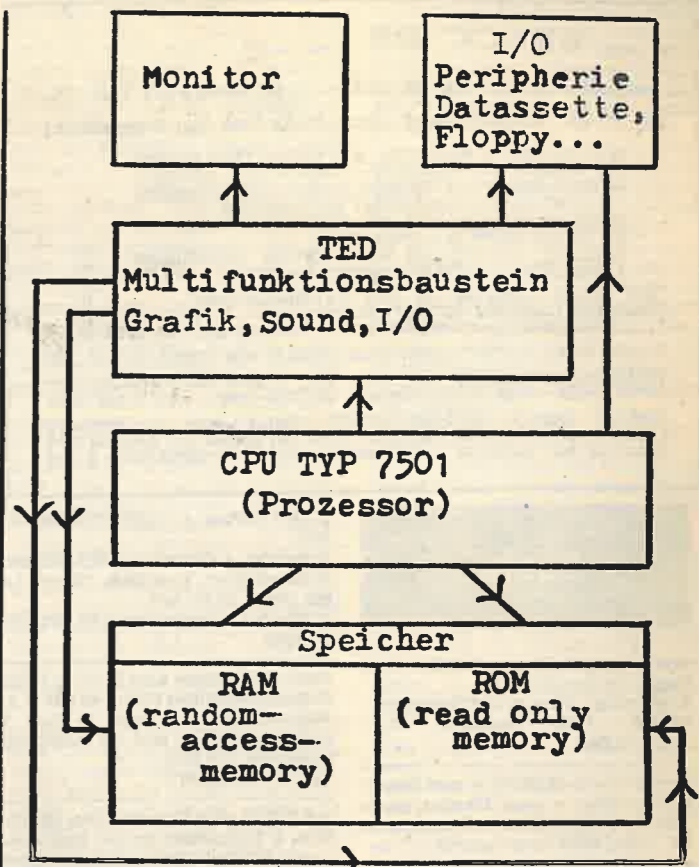 Monitor
I/O
Peripherie
Datassette,
Floppy...
TED
Multifunktionsbaustein
Grafik,Sound,I/O
CPU TYP 7501
(Prozessor)
Speicher
RAM
(random-
access-
memory)
ROM
(read only
memory)